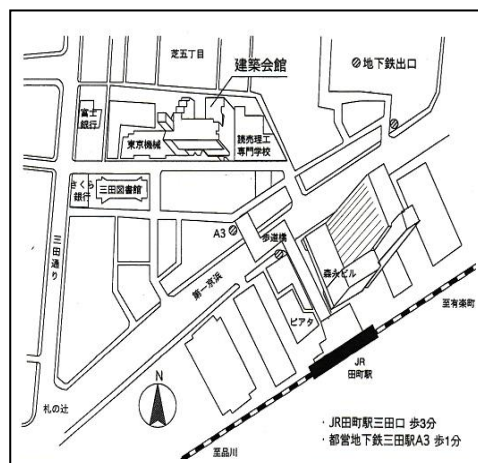 芝五丁目
建築会館
地下鉄出口
富士
銀行
東京機械
読売理工
専門学校
さくら
銀行
三田図書館
A3
歩道橋
三田通り
第一京浜
森永ビル
ピアタ
至有楽町
JR
田町駅
札の辻
N
至品川
・JR田町駅三田口 歩3分
・都営地下鉄三田駅A3 歩1分